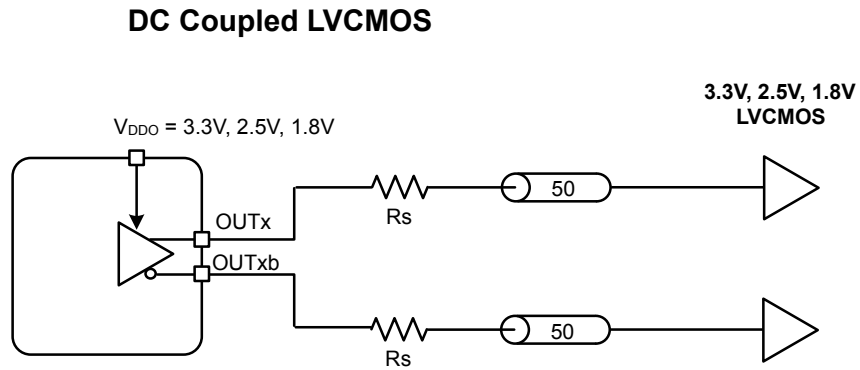 DC Coupled LVCMOS
3.3V, 2.5V, 1.8V
LVCMOS
VDDO = 3.3V, 2.5V, 1.8V
OUTx
Rs
50
OUTxb
Rs
50